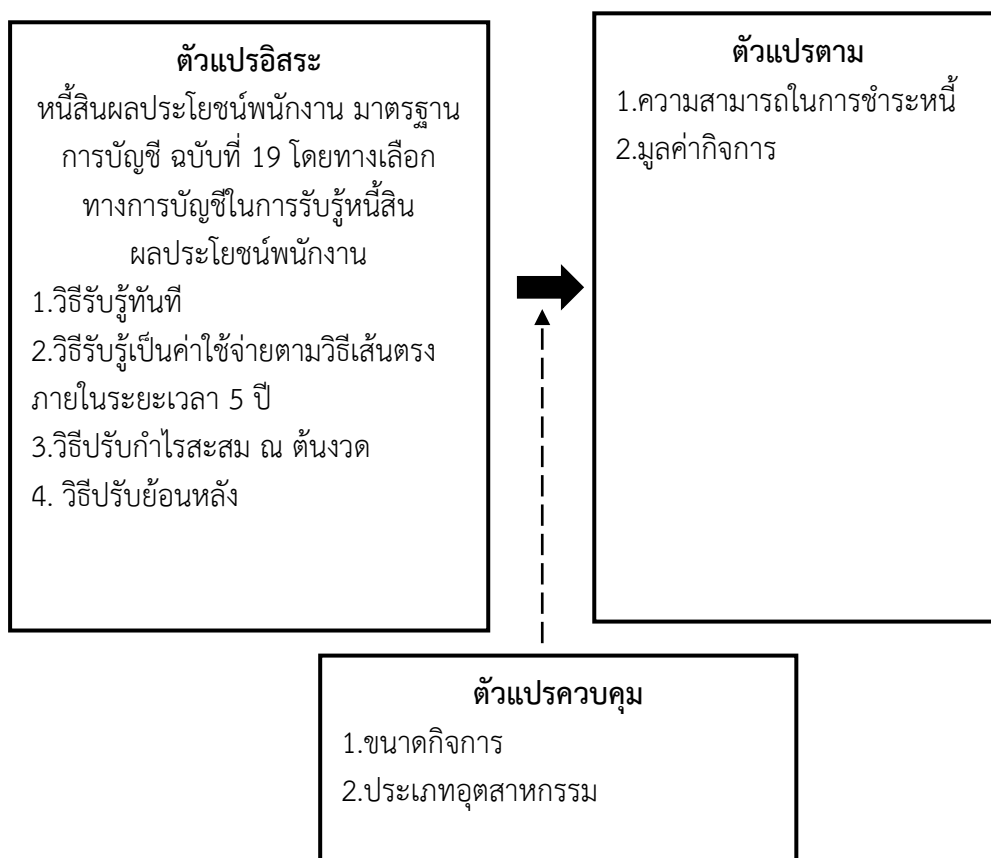 ตัวแปรอิสระ
หนี้สินผลประโยชน์พนักงาน มาตรฐาน
การบัญชี ฉบับที่ 19 โดยทางเลือก
ทางการบัญชีในการรับรู้หนี้สิน
ผลประโยชน์พนักงาน
1.วิธีรับรู้ทันที
2.วิธีรับรู้เป็นค่าใช้จ่ายตามวิธีเส้นตรง
ภายในระยะเวลา 5 ปี
3.วิธีปรับกำไรสะสม ณ ต้นงวด
4. วิธีปรับย้อนหลัง
ตัวแปรตาม
1.ความสามารถในการชำระหนี้
2.มูลค่ากิจการ
ตัวแปรควบคุม
1.ขนาดกิจการ
2.ประเภทอุตสาหกรรม